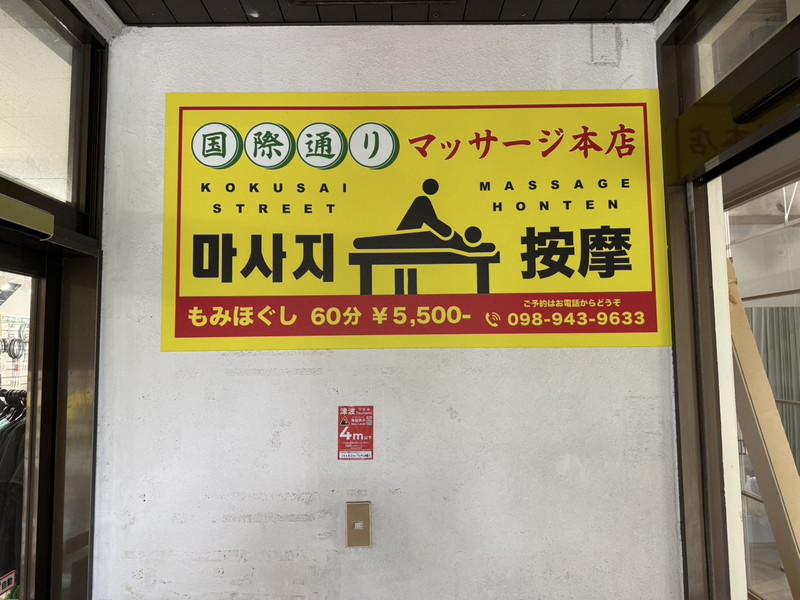 国際通り マッサージ本店
KOKUSAI STREET
MASSAGE HONTEN
마사지 按摩
もみほぐし 60分 ¥5,500-
ご予約はお電話からどうぞ
098-943-9633
津波
Tsunami
4m